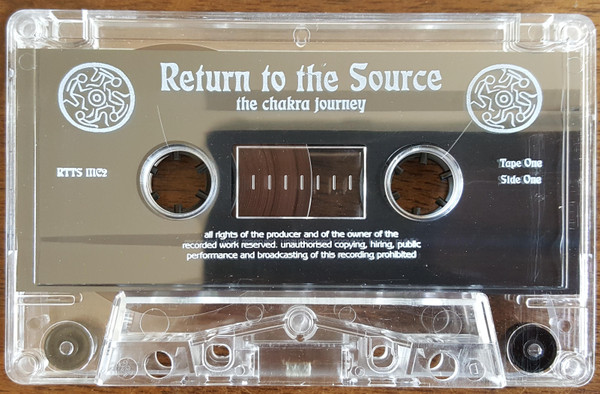 Return to the Source
the chakra journey
RTTS MC2
Tape One
Side One
all rights of the producer and of the owner of the
recorded work reserved. unauthorised copying, hiring, public
performance and broadcasting of this recording prohibited